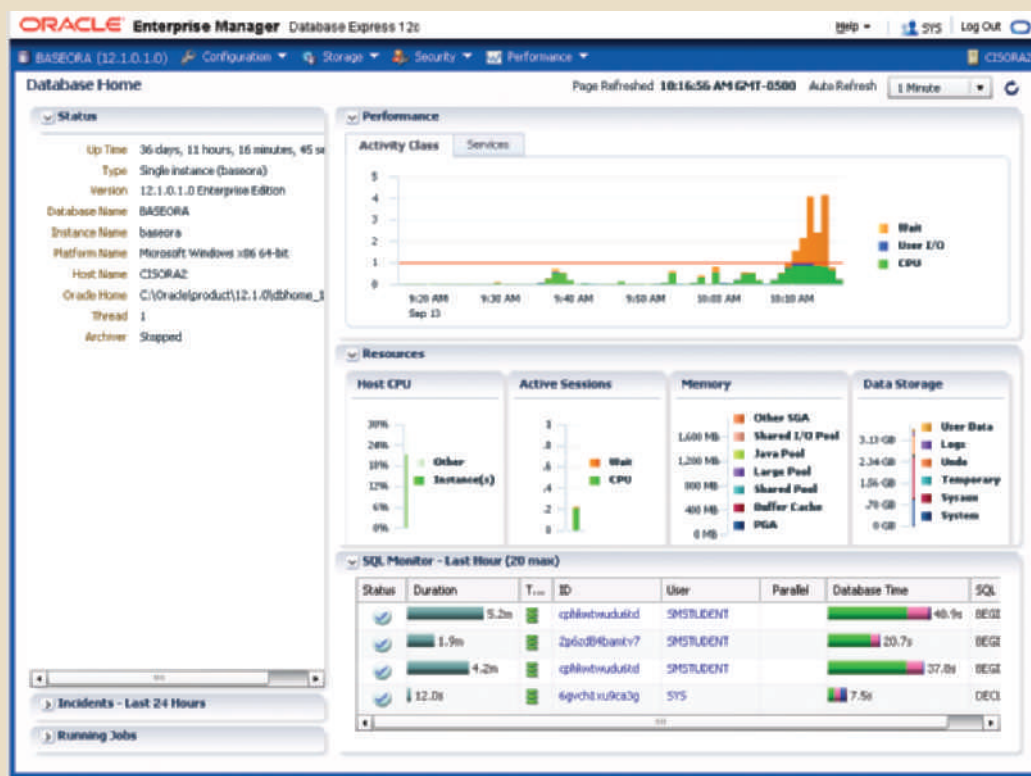 ORACLE Enterprise Manager Database Express 12c
Help SYS Log Out
BASEORA (12.1.0.1.0) Configuration Storage Security Performance CISORA2
Database Home
Page Refreshed 10:16:56 AM GMT-0500 Auto Refresh 1 Minute
Status
Up Time 36 days, 11 hours, 16 minutes, 45 se
Type Single instance (baseora)
Version 12.1.0.1.0 Enterprise Edition
Database Name BASEORA
Instance Name baseora
Platform Name Microsoft Windows x86 64-bit
Host Name CISORA2
Oracle Home C:\Oracle\product\12.1.0\dbhome_1
Thread 1
Archiver Stopped
Incidents - Last 24 Hours
Running Jobs
Performance
Activity Class Services
5
4
3
2
1
0
9:20 AM 9:30 AM 9:40 AM 9:50 AM 10:00 AM 10:10 AM
Sep 13
Wait
User I/O
CPU
Resources
Host CPU
30%
24%
18%
12%
6%
0%
Other
Instance(s)
Active Sessions
1
.8
.6
.4
.2
0
Wait
CPU
Memory
1,600 MB
1,200 MB
800 MB
400 MB
0 MB
Other SGA
Shared I/O Pool
Java Pool
Large Pool
Shared Pool
Buffer Cache
PGA
Data Storage
3.13 GB
2.34 GB
1.56 GB
.78 GB
0 GB
User Data
Logs
Undo
Temporary
Sysaux
System
SQL Monitor - Last Hour (20 max)
Status Duration T... ID User Parallel Database Time SQL
5.2m SMSTUDENT 40.9s BEGI
1.9m SMSTUDENT 20.7s BEGI
4.2m SMSTUDENT 37.8s BEGI
12.0s SYS 7.5s DECL